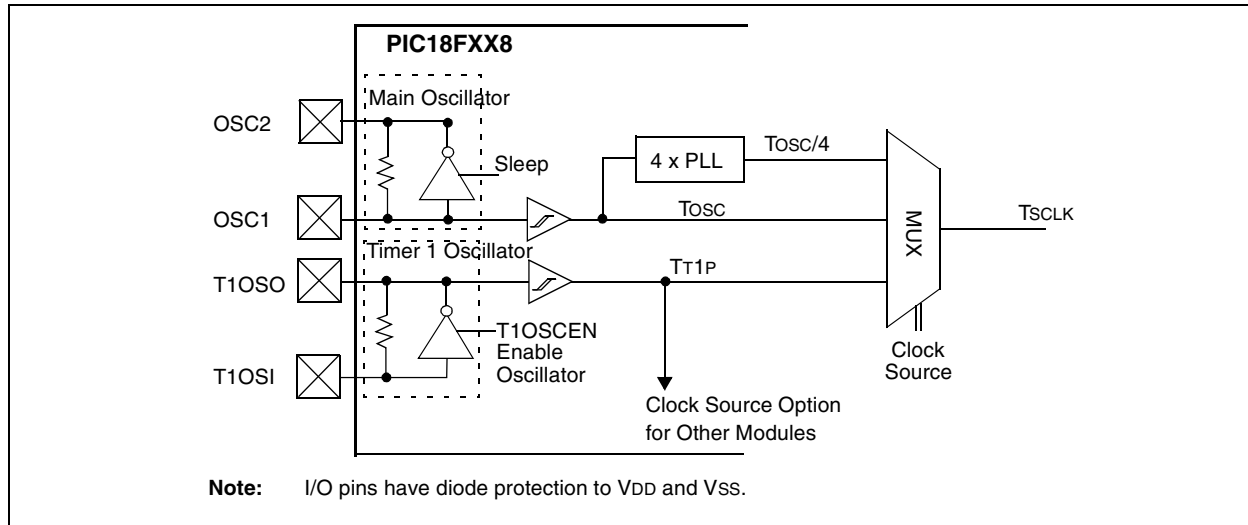 PIC18FXX8
Main Oscillator
OSC2
Sleep
4 x PLL
TOSC/4
OSC1
TOSC
MUX
TSCLK
Timer 1 Oscillator
T1OSO
TT1P
T1OSCEN
Enable
Oscillator
T1OSI
Clock
Source
Clock Source Option
for Other Modules
Note: I/O pins have diode protection to VDD and VSS.